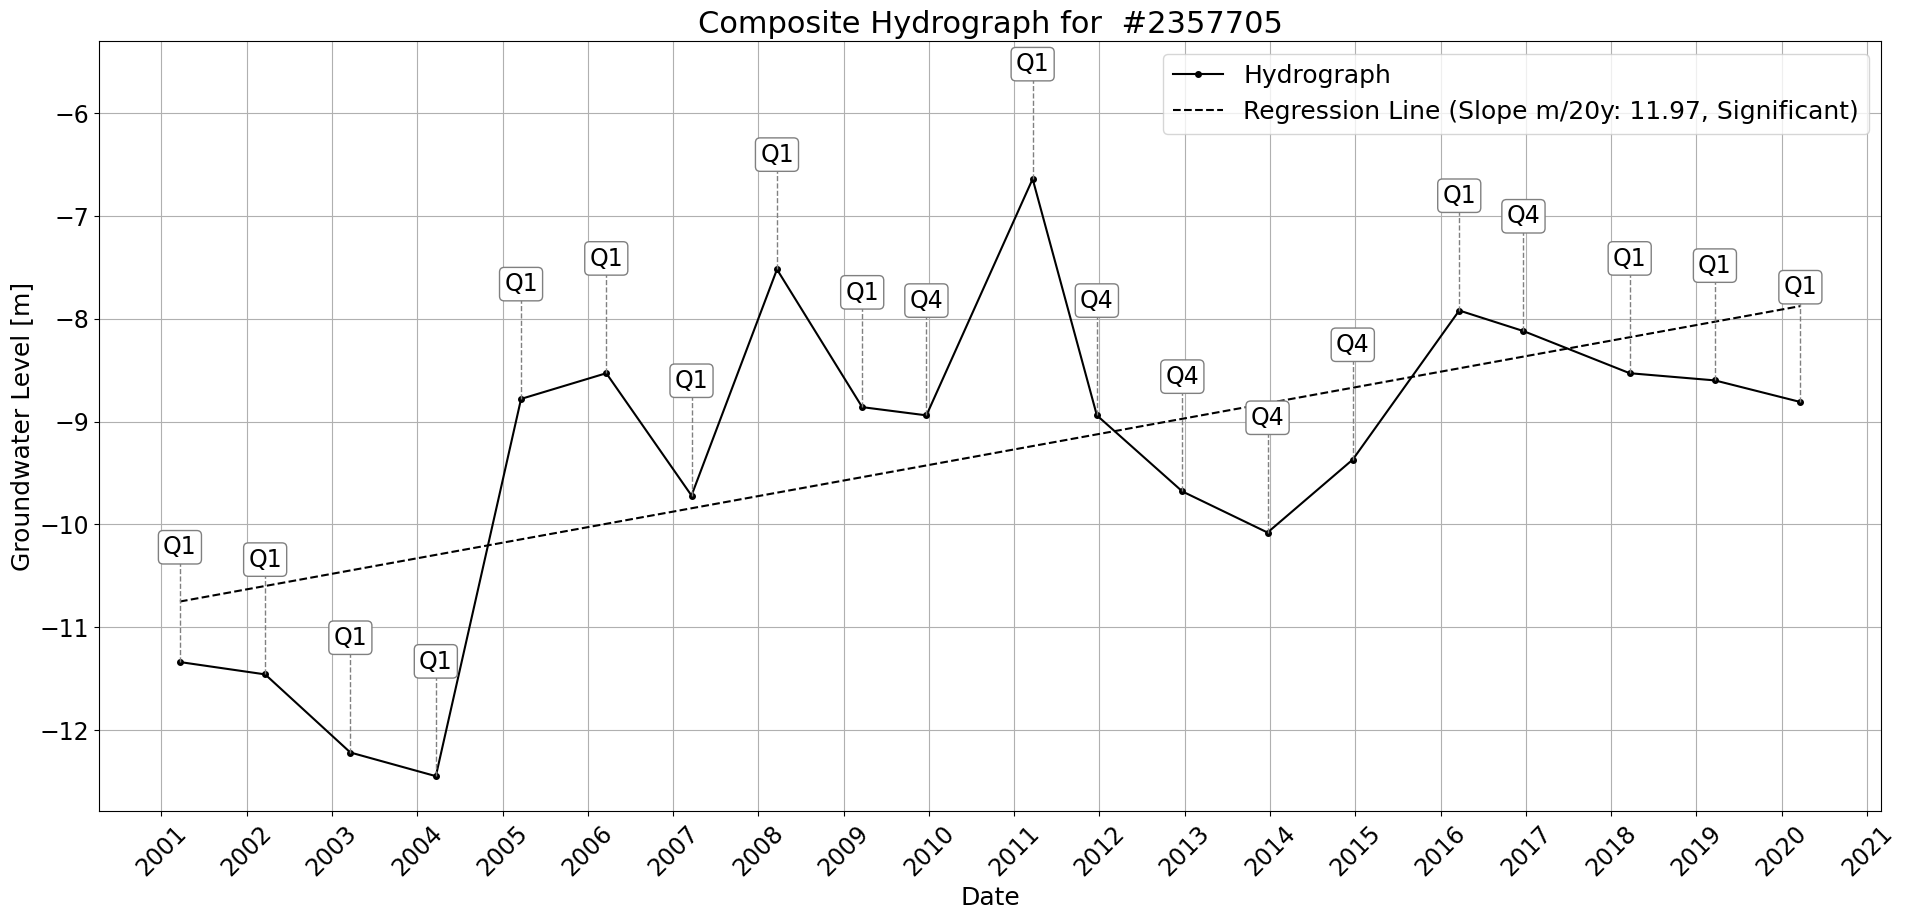 Composite Hydrograph for  #2357705
Hydrograph
Regression Line (Slope m/20y: 11.97, Significant)
Groundwater Level [m]
−6
−7
−8
−9
−10
−11
−12
Q1
Q1
Q1
Q1
Q1
Q1
Q1
Q1
Q1
Q4
Q1
Q4
Q4
Q4
Q4
Q1
Q4
Q1
Q1
Q1
2001
2002
2003
2004
2005
2006
2007
2008
2009
2010
2011
2012
2013
2014
2015
2016
2017
2018
2019
2020
2021
Date